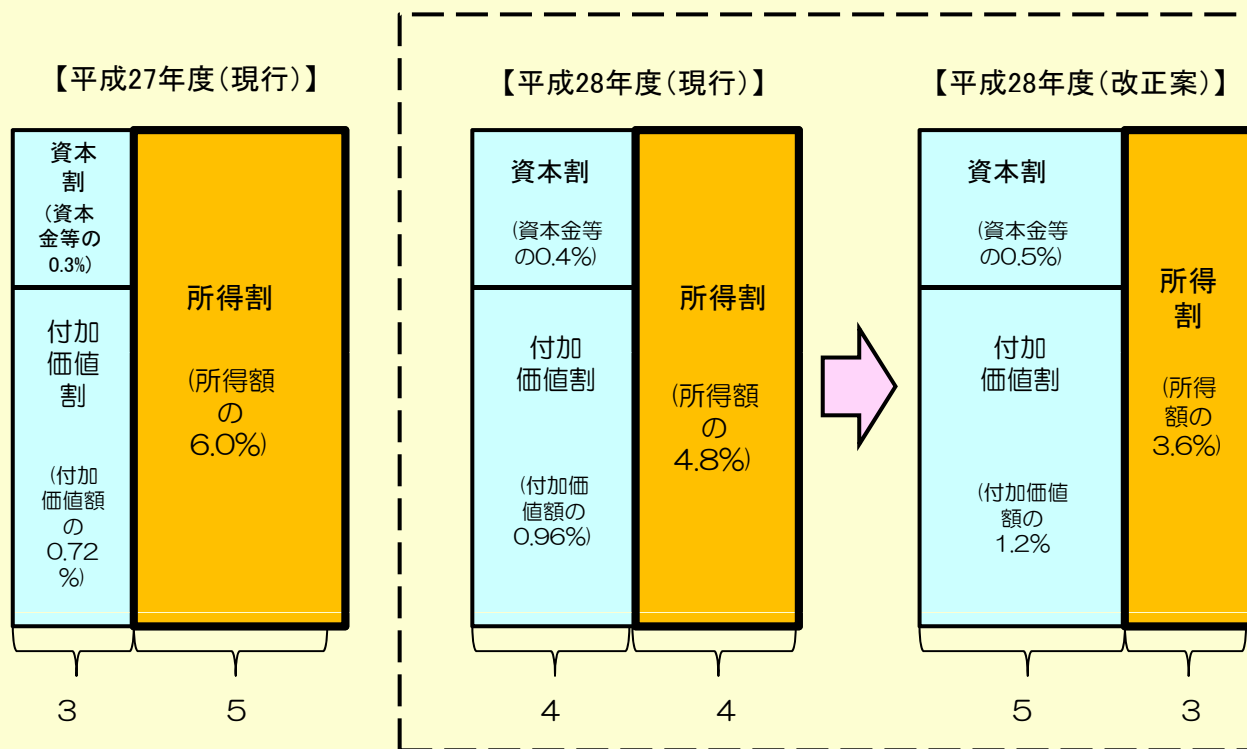 【平成27年度(現行)】
資本
割
(資本
金等の
0.3%)
付加
価値
割
(付加
価値額
の
0.72
%)
所得割
(所得額
の
6.0%)
3
5
【平成28年度(現行)】
資本割
(資本金等
の0.4%)
付加
価値割
(付加価
値額の
0.96%)
所得割
(所得額
の
4.8%)
4
4
【平成28年度(改正案)】
資本割
(資本金等
の0.5%)
付加
価値割
(付加価値
額の
1.2%
所得
割
(所得
額の
3.6%)
5
3